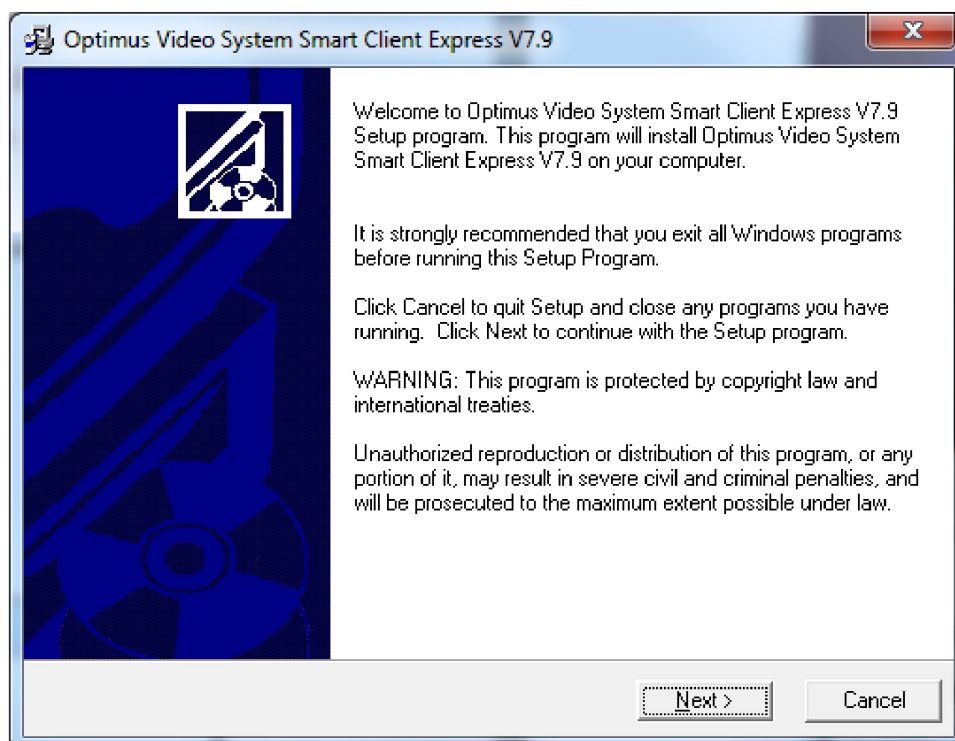 Optimus Video System Smart Client Express V7.9
Welcome to Optimus Video System Smart Client Express V7.9
Setup program. This program will install Optimus Video System
Smart Client Express V7.9 on your computer.
It is strongly recommended that you exit all Windows programs
before running this Setup Program.
Click Cancel to quit Setup and close any programs you have
running.  Click Next to continue with the Setup program.
WARNING: This program is protected by copyright law and
international treaties.
Unauthorized reproduction or distribution of this program, or any
portion of it, may result in severe civil and criminal penalties, and
will be prosecuted to the maximum extent possible under law.
Next >
Cancel